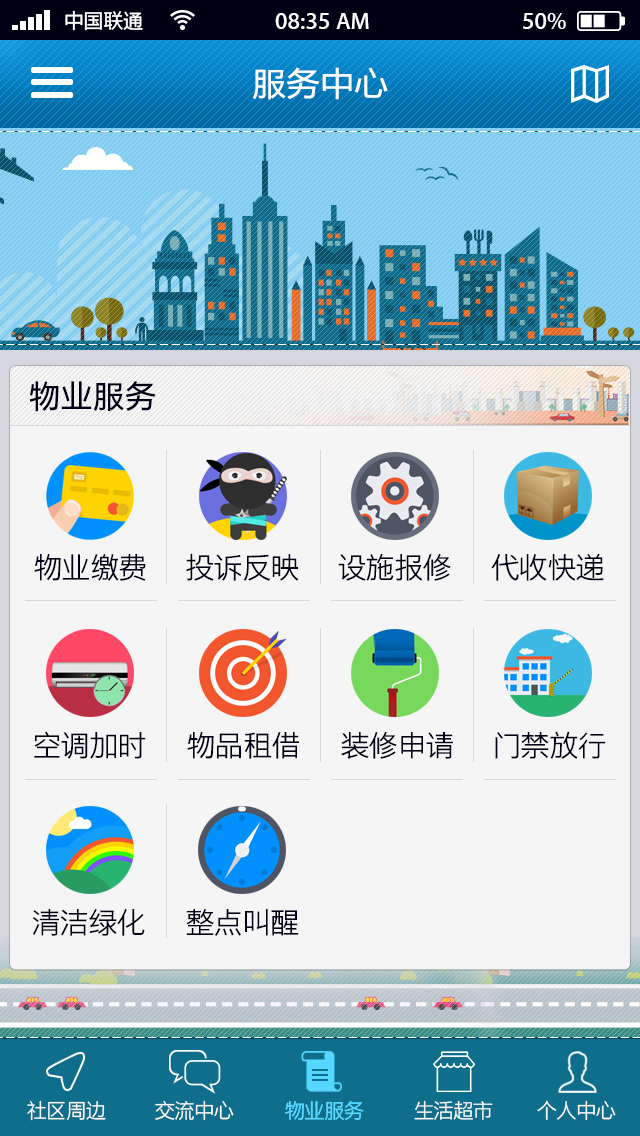 中国联通 08:35 AM 50%
服务中心
物业服务
物业缴费 投诉反映 设施报修 代收快递
空调加时 物品租借 装修申请 门禁放行
清洁绿化 整点叫醒
社区周边 交流中心 物业服务 生活超市 个人中心